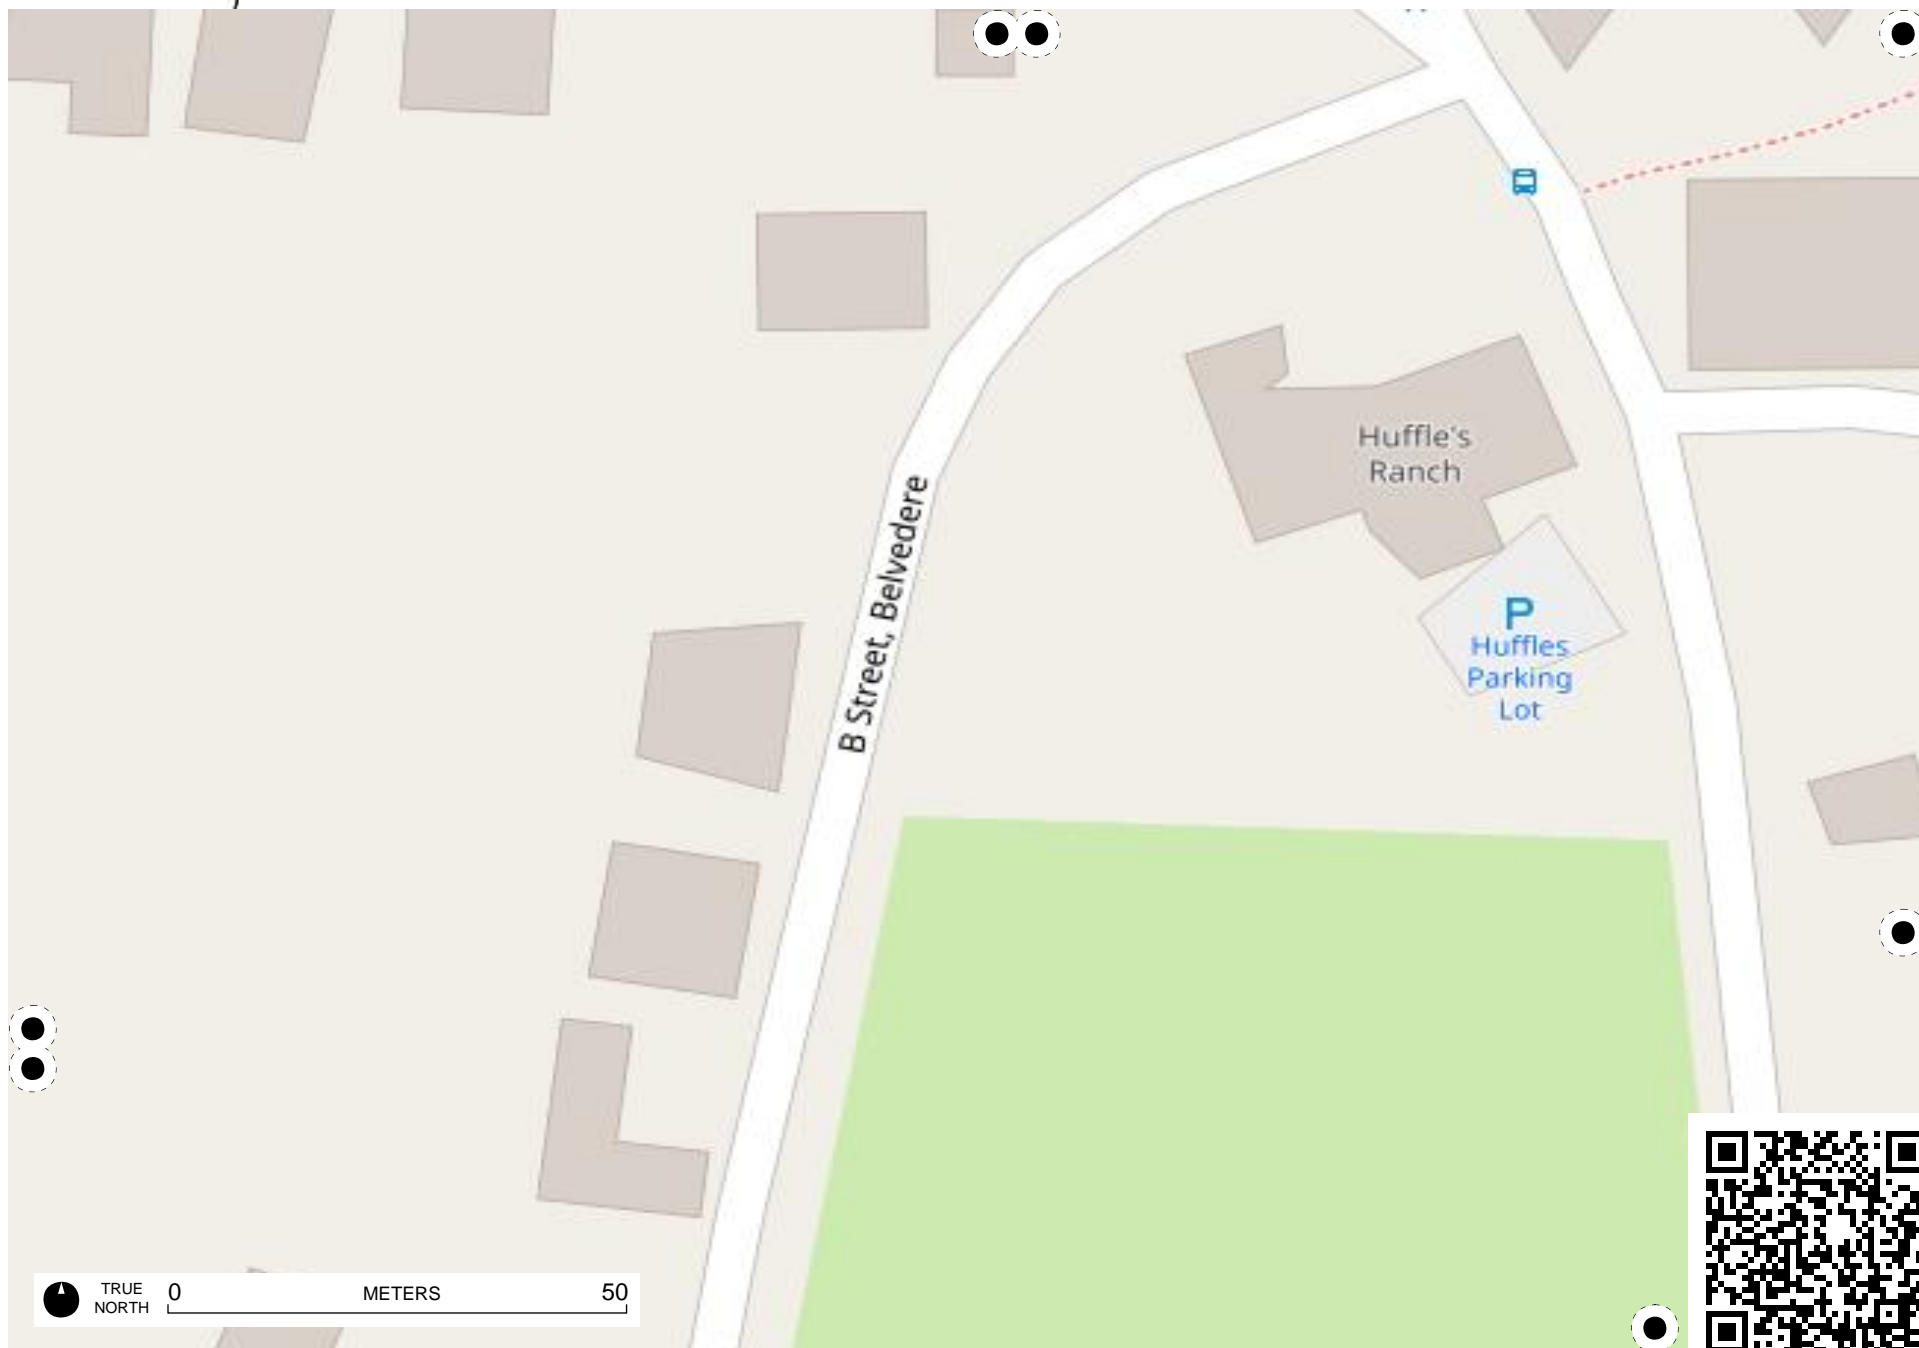 Huffle's
Ranch
B Street, Belvedere
P
Huffles
Parking
Lot
TRUE
NORTH
0 METERS 50